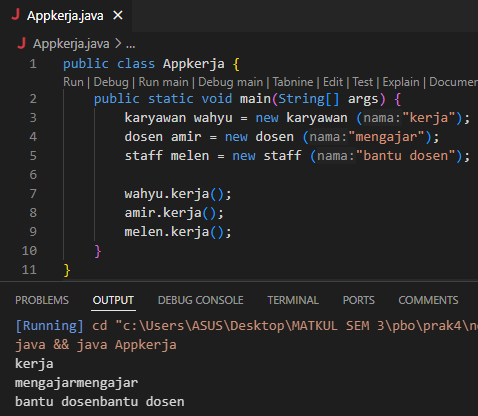 J Appkerja.java ×
J Appkerja.java > ...
1 public class Appkerja {
Run | Debug | Run main | Debug main | Tabnine | Edit | Test | Explain | Documen
2 public static void main(String[] args) {
3 karyawan wahyu = new karyawan (nama:"kerja");
4 dosen amir = new dosen (nama:"mengajar");
5 staff melen = new staff (nama:"bantu dosen");
6
7 wahyu.kerja();
8 amir.kerja();
9 melen.kerja();
10 }
11 }
PROBLEMS OUTPUT DEBUG CONSOLE TERMINAL PORTS COMMENTS
[Running] cd "c:\Users\ASUS\Desktop\MATKUL SEM 3\pbo\prak4\n
java && java Appkerja
kerja
mengajarmengajar
bantu dosenbantu dosen